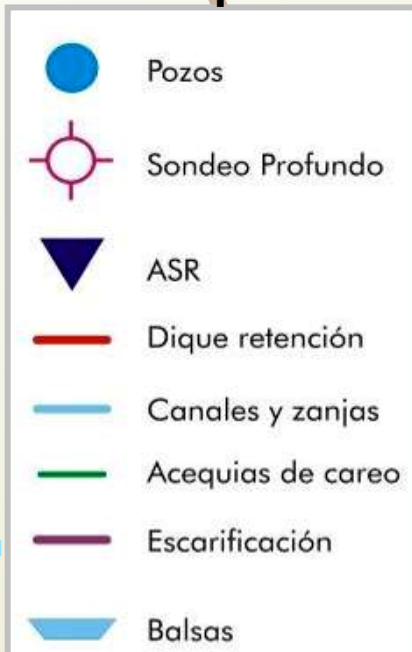 Pozos
Sondeo Profundo
ASR
Dique retención
Canales y zanjas
Acequias de careo
Escarificación
Balsas